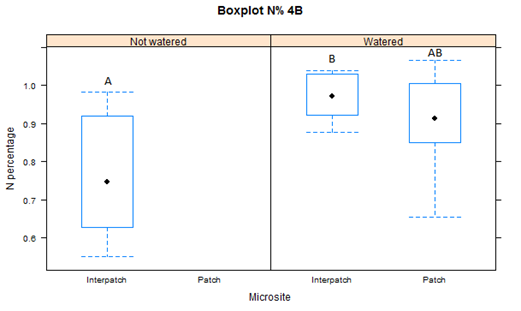 Boxplot N% 4B
Not watered Watered
A B AB
N percentage
1.0
0.9
0.8
0.7
0.6
Interpatch Patch Interpatch Patch
Microsite